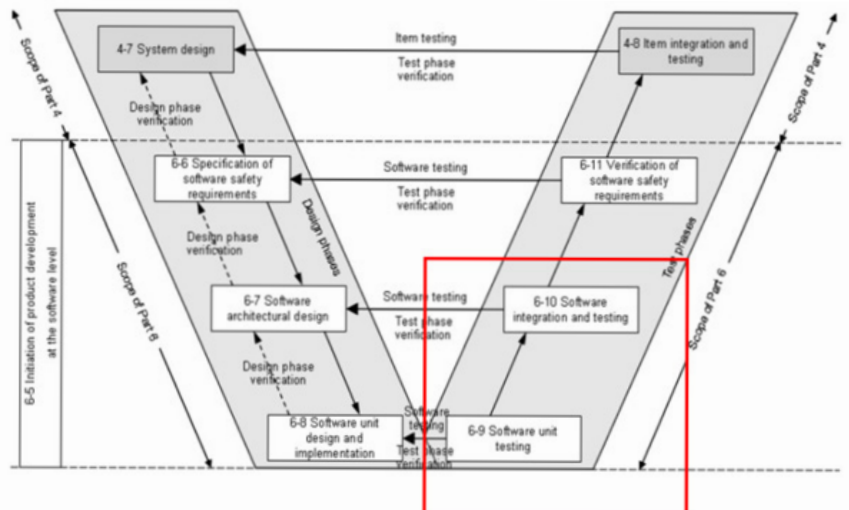 Item testing
4-7 System design
4-8 Item integration and
testing
Test phase
verification
Scope of Part 4
Scope of Part 4
Design phase
verification
6-6 Specification of
software safety
requirements
Software testing
6-11 Verification of
software safety
requirements
Test phase
verification
Design phases
Test phases
Design phase
verification
6-5 Initiation of product development
at the software level
Scope of Part 6
Scope of Part 6
6-7 Software
architectural design
Software testing
6-10 Software
integration and testing
Test phase
verification
Design phase
verification
6-8 Software unit
design and
implementation
Software
testing
Test phase
verification
6-9 Software unit
testing